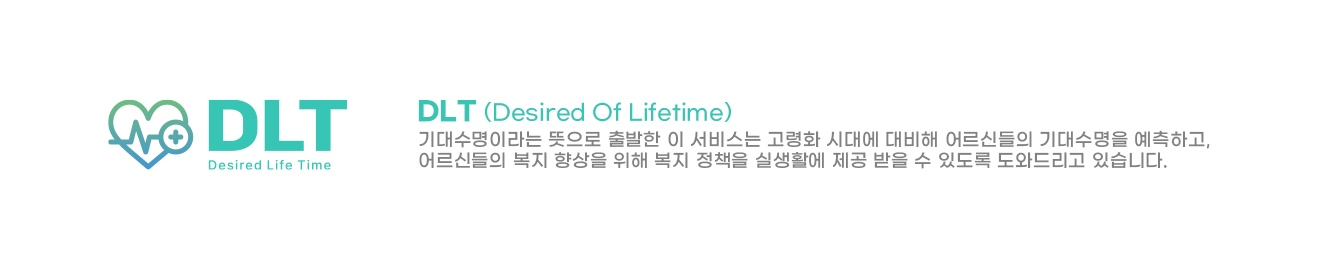 DLT
Desired Life Time
DLT (Desired Of Lifetime)
기대수명이라는 뜻으로 출발한 이 서비스는 고령화 시대에 대비해 어르신들의 기대수명을 예측하고,
어르신들의 복지 향상을 위해 복지 정책을 실생활에 제공 받을 수 있도록 도와드리고 있습니다.